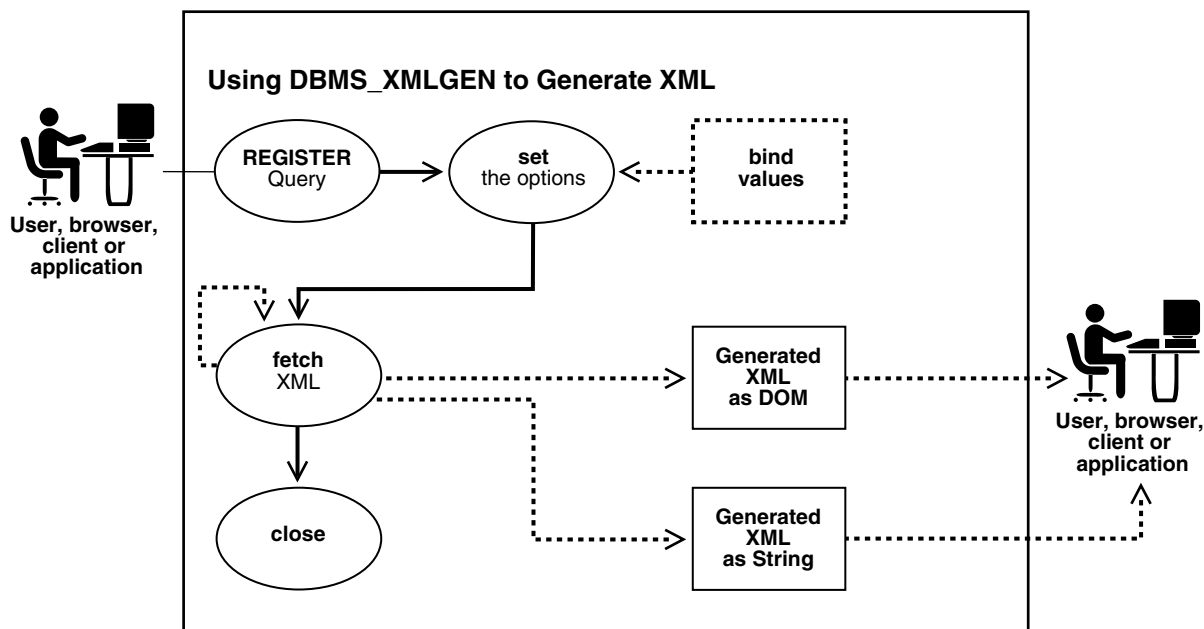 Using DBMS_XMLGEN to Generate XML
User, browser,
client or
application
REGISTER
Query
set
the options
bind
values
fetch
XML
Generated
XML
as DOM
User, browser,
client or
application
close
Generated
XML
as String